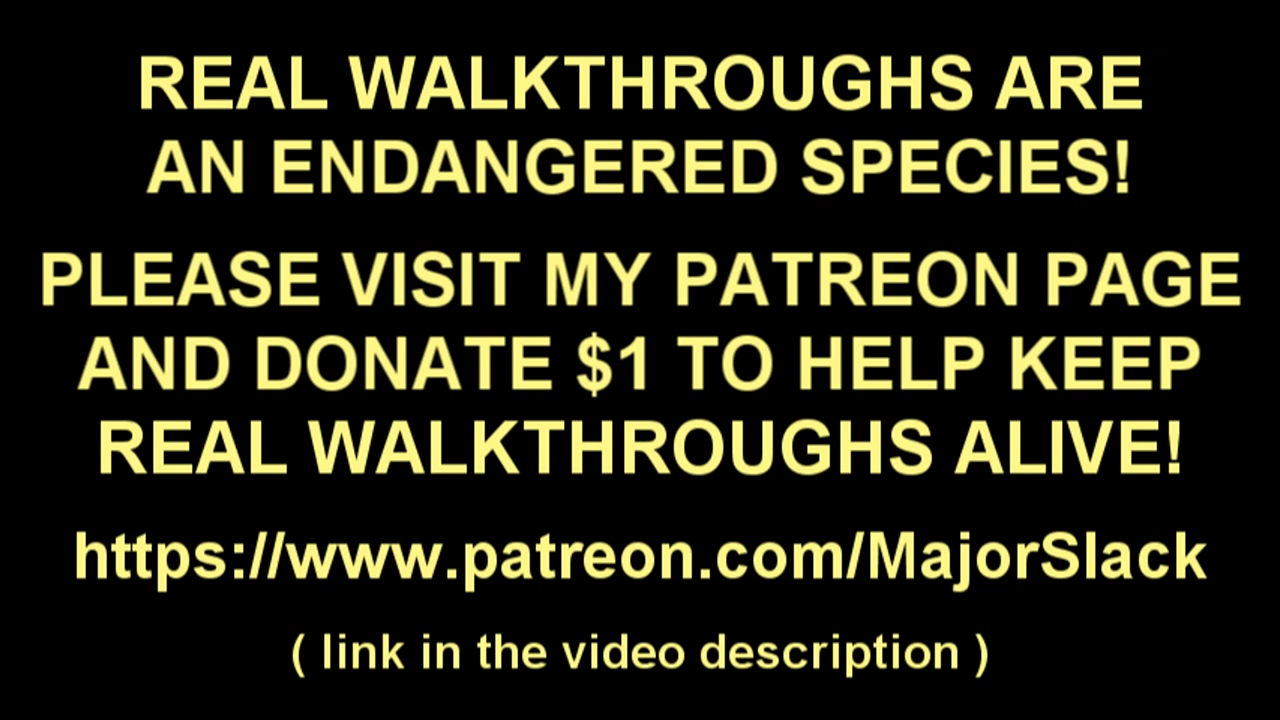 REAL WALKTHROUGHS ARE
AN ENDANGERED SPECIES!
PLEASE VISIT MY PATREON PAGE
AND DONATE $1 TO HELP KEEP
REAL WALKTHROUGHS ALIVE!
https://www.patreon.com/MajorSlack
( link in the video description )